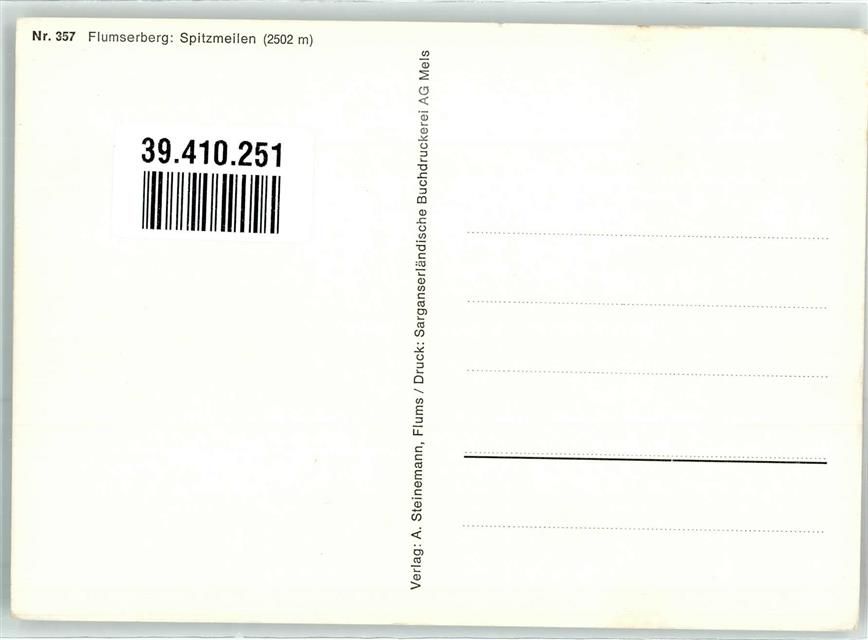 Nr. 357 Flumserberg: Spitzmeilen (2502 m)
39.410.251
Verlag: A. Steinemann, Flums / Druck: Sarganserländische Buchdruckerei AG Mels